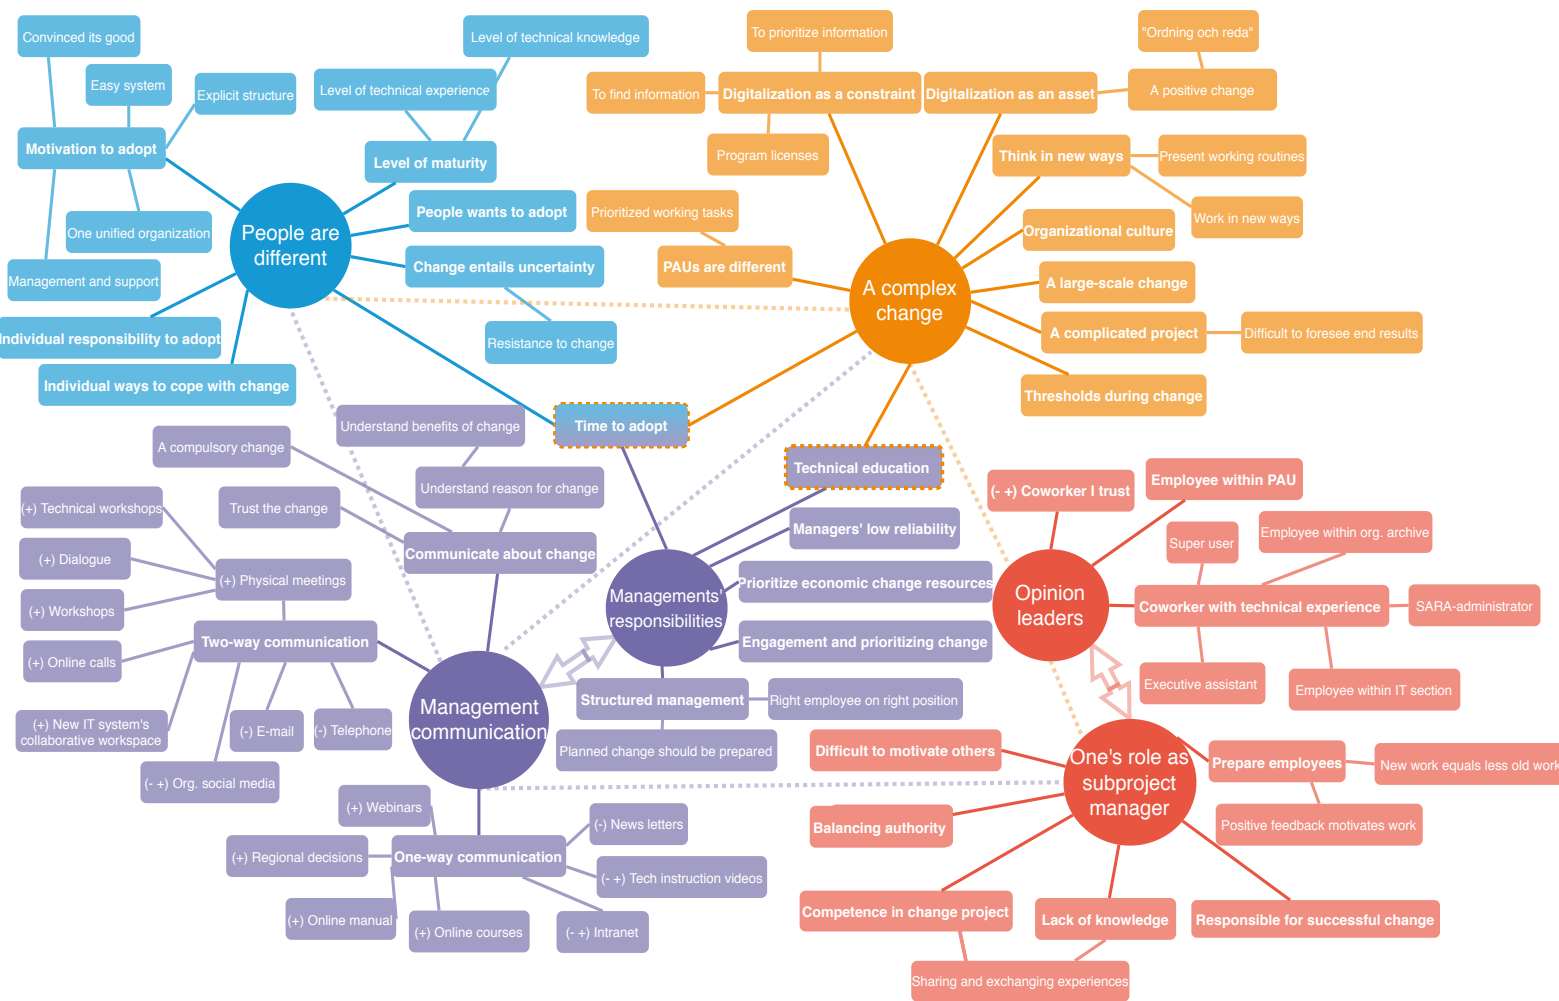 Convinced its good
Easy system
Explicit structure
Motivation to adopt
One unified organization
Management and support
Level of technical knowledge
Level of technical experience
Level of maturity
People wants to adopt
Change entails uncertainty
Resistance to change
People are
different
Individual responsibility to adopt
Individual ways to cope with change
To prioritize information
To find information
Digitalization as a constraint
Program licenses
Digitalization as an asset
"Ordning och reda"
A positive change
Think in new ways
Present working routines
Work in new ways
Prioritized working tasks
PAUs are different
Organizational culture
A large-scale change
A complicated project
Difficult to foresee end results
Thresholds during change
A complex
change
Time to adopt
Technical education
Understand benefits of change
A compulsory change
Understand reason for change
Trust the change
Communicate about change
(+) Technical workshops
(+) Dialogue
(+) Physical meetings
(+) Workshops
Two-way communication
(+) Online calls
(+) New IT system's
collaborative workspace
(-) E-mail
(-) Telephone
(- +) Org. social media
Management
communication
Managements'
responsibilities
Managers' low reliability
Prioritize economic change resources
Engagement and prioritizing change
Structured management
Right employee on right position
Planned change should be prepared
(+) Webinars
(-) News letters
(+) Regional decisions
One-way communication
(- +) Tech instruction videos
(+) Online manual
(+) Online courses
(- +) Intranet
(- +) Coworker I trust
Employee within PAU
Super user
Employee within org. archive
Opinion
leaders
Coworker with technical experience
SARA-administrator
Executive assistant
Employee within IT section
Difficult to motivate others
One's role as
subproject
manager
Prepare employees
New work equals less old work
Positive feedback motivates work
Balancing authority
Competence in change project
Lack of knowledge
Responsible for successful change
Sharing and exchanging experiences